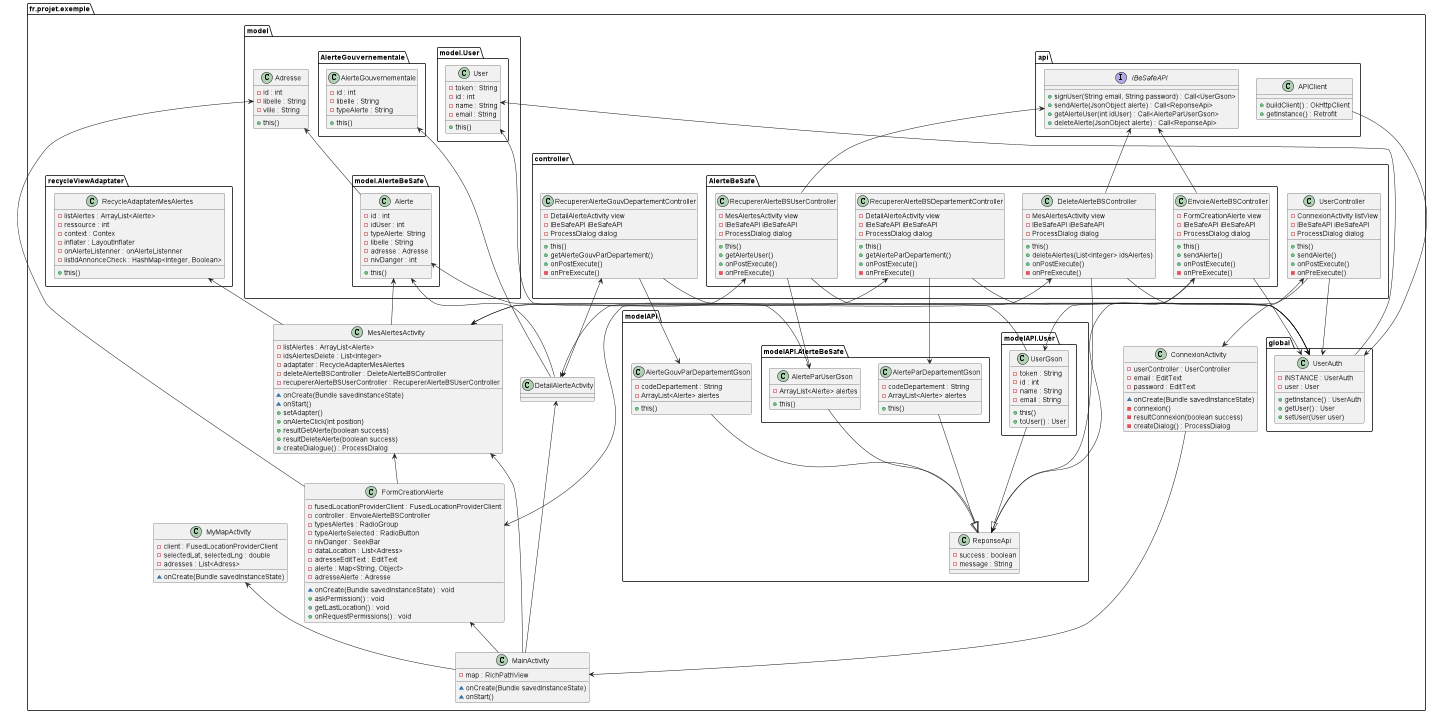 fr.projet.exemple
model
Adresse
id : int
libelle : String
ville : String
this()
AlerteGouvernementale
AlerteGouvernementale
id : int
libelle : String
typeAlerte : String
this()
model.User
User
token : String
id : int
name : String
email : String
this()
model.AlerteBeSafe
Alerte
id : int
idUser : int
typeAlerte: String
libelle : String
adresse : Adresse
nivDanger : int
this()
api
IBeSafeAPI
signUser(String email, String password) : Call<UserGson>
sendAlerte(JsonObject alerte) : Call<ReponseApi>
getAlerteUser(int idUser) : Call<AlerteParUserGson>
deleteAlerte(JsonObject alerte) : Call<ReponseApi>
APIClient
buildClient() : OkHttpClient
getInstance() : Retrofit
recycleViewAdaptater
RecycleAdaptaterMesAlertes
listAlertes : ArrayList<Alerte>
ressource : int
context : Contex
inflater : LayoutInflater
onAlerteListenner : onAlerteListenner
listIdAnnonceCheck : HashMap<Integer, Boolean>
this()
controller
RecupererAlerteGouvDepartementController
DetailAlerteActivity view
IBeSafeAPI iBeSafeAPI
ProcessDialog dialog
this()
getAlerteGouvParDepartement()
onPostExecute()
onPreExecute()
AlerteBeSafe
RecupererAlerteBSUserController
MesAlertesActivity view
IBeSafeAPI iBeSafeAPI
ProcessDialog dialog
this()
getAlerteUser()
onPostExecute()
onPreExecute()
RecupererAlerteBSDepartementController
DetailAlerteActivity view
IBeSafeAPI iBeSafeAPI
ProcessDialog dialog
this()
getAlerteParDepartement()
onPostExecute()
onPreExecute()
DeleteAlerteBSController
MesAlertesActivity view
IBeSafeAPI iBeSafeAPI
ProcessDialog dialog
this()
deleteAlertes(List<Integer> idsAlertes)
onPostExecute()
onPreExecute()
EnvoieAlerteBSController
FormCreationAlerte view
IBeSafeAPI iBeSafeAPI
ProcessDialog dialog
this()
sendAlerte()
onPostExecute()
onPreExecute()
UserController
ConnexionActivity listView
IBeSafeAPI iBeSafeAPI
ProcessDialog dialog
this()
sendAlerte()
onPostExecute()
onPreExecute()
MesAlertesActivity
listAlertes : ArrayList<Alerte>
idsAlertesDelete : List<Integer>
adaptater : RecycleAdapterMesAlertes
deleteAlerteBSController : DeleteAlerteBSController
recupererAlerteBSUserController : RecupererAlerteBSUserController
onCreate(Bundle savedInstanceState)
onStart()
setAdapter()
onAlerteClick(int position)
resultGetAlerte(boolean success)
resultDeleteAlerte(boolean success)
createDialogue() : ProcessDialog
DetailAlerteActivity
modelAPI
AlerteGouvParDepartementGson
codeDepartement : String
ArrayList<Alerte> alertes
this()
modelAPI.AlerteBeSafe
AlerteParUserGson
ArrayList<Alerte> alertes
this()
AlerteParDepartementGson
codeDepartement : String
ArrayList<Alerte> alertes
this()
modelAPI.User
UserGson
token : String
id : int
name : String
email : String
this()
toUser() : User
ReponseApi
success : boolean
message : String
ConnexionActivity
userController : UserController
email : EditText
password : EditText
onCreate(Bundle savedInstanceState)
connexion()
resultConnexion(boolean success)
createDialog() : ProcessDialog
global
UserAuth
INSTANCE : UserAuth
user : User
getInstance() : UserAuth
getUser() : User
setUser(User user)
FormCreationAlerte
fusedLocationProviderClient : FusedLocationProviderClient
controller : EnvoieAlerteBSController
typesAlertes : RadioGroup
typeAlerteSelected : RadioButton
nivDanger : SeekBar
dataLocation : List<Adress>
adresseEditText : EditText
alerte : Map<String, Object>
adresseAlerte : Adresse
onCreate(Bundle savedInstanceState) : void
askPermission() : void
getLastLocation() : void
onRequestPermissions() : void
MyMapActivity
client : FusedLocationProviderClient
selectedLat, selectedLng : double
adresses : List<Adress>
onCreate(Bundle savedInstanceState)
MainActivity
map : RichPathView
onCreate(Bundle savedInstanceState)
onStart()